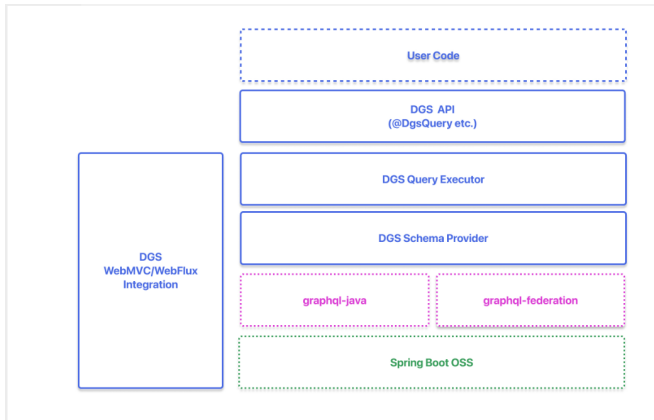 User Code
DGS API
(@DgsQuery etc.)
DGS Query Executor
DGS Schema Provider
DGS
WebMVC/WebFlux
Integration
graphql-java
graphql-federation
Spring Boot OSS